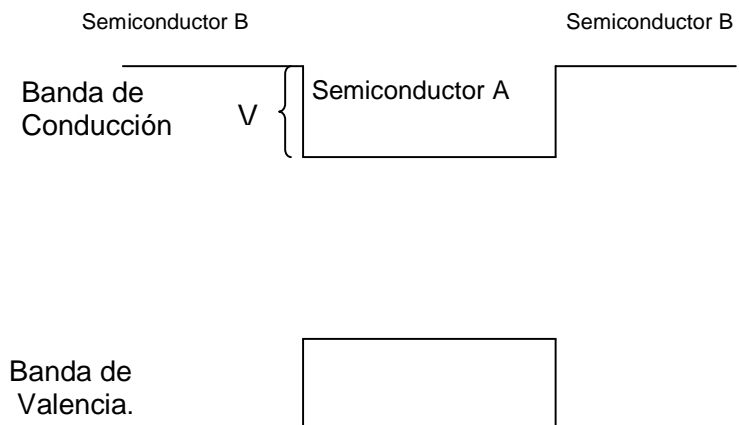 Semiconductor B
Semiconductor B
Banda de
Conducción
V
Semiconductor A
Banda de
Valencia.